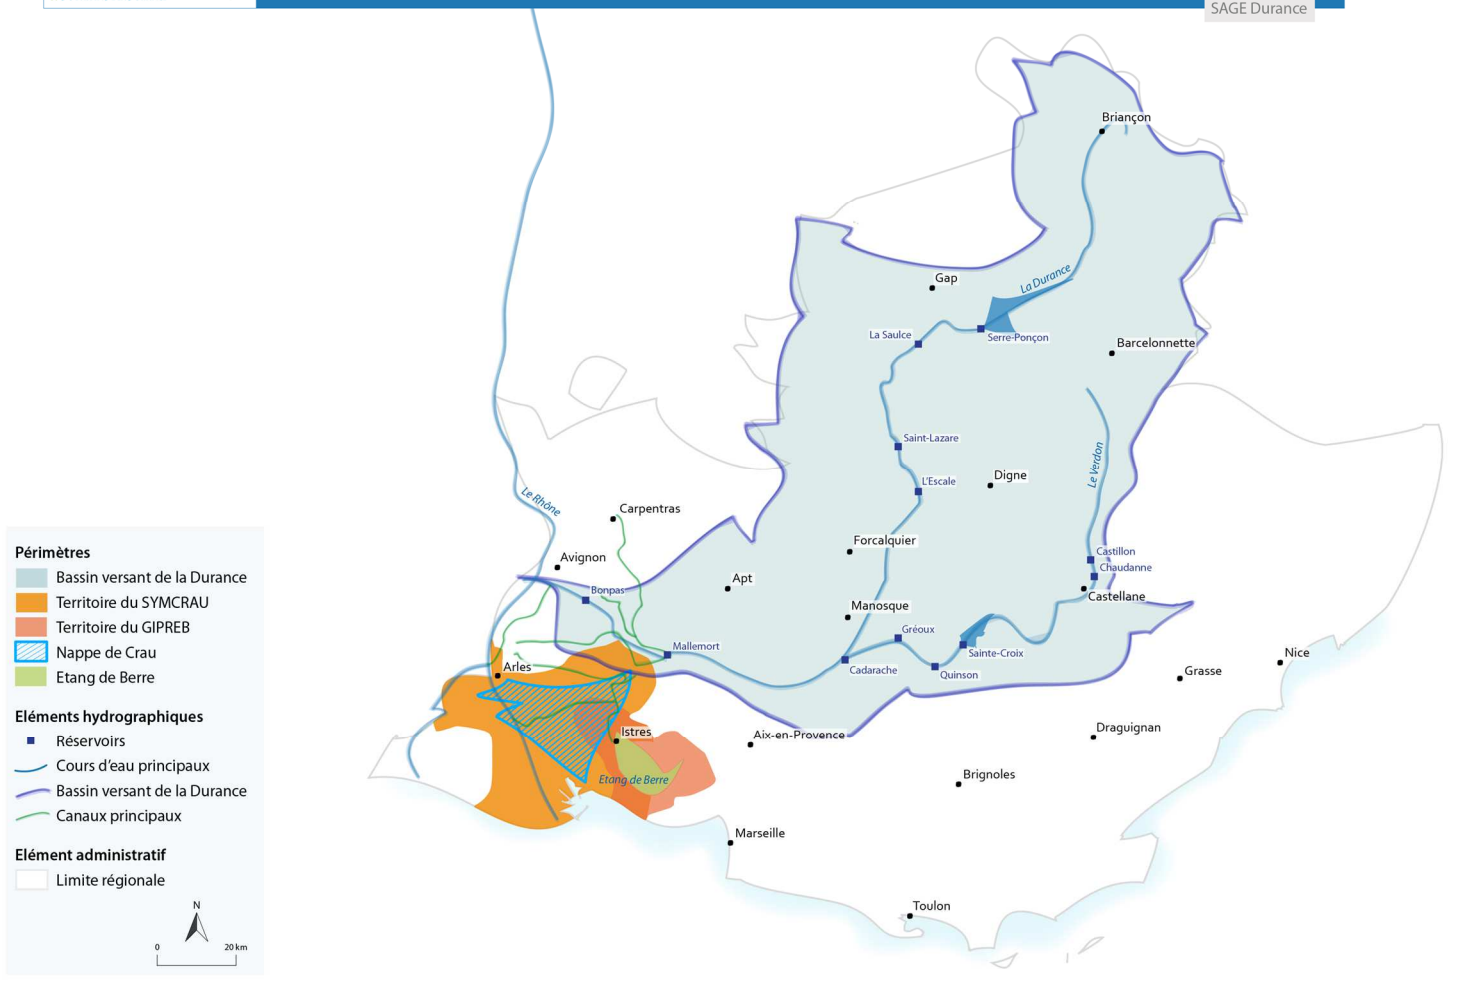 SAGE Durance
Briançon
Gap
La Durance
La Saulce
Serre-Ponçon
Barcelonnette
Saint-Lazare
Le Verdon
L'Escale
Digne
Le Rhône
Carpentras
Forcalquier
Avignon
Castillon
Chaudanne
Apt
Bonpas
Castellane
Manosque
Gréoux
Mallemort
Sainte-Croix
Nice
Arles
Cadarache
Quinson
Grasse
Istres
Aix-en-Provence
Draguignan
Etang de Berre
Brignoles
Marseille
Toulon
Périmètres
Bassin versant de la Durance
Territoire du SYMCRAU
Territoire du GIPREB
Nappe de Crau
Etang de Berre
Eléments hydrographiques
Réservoirs
Cours d'eau principaux
Bassin versant de la Durance
Canaux principaux
Elément administratif
Limite régionale
N
0 20 km